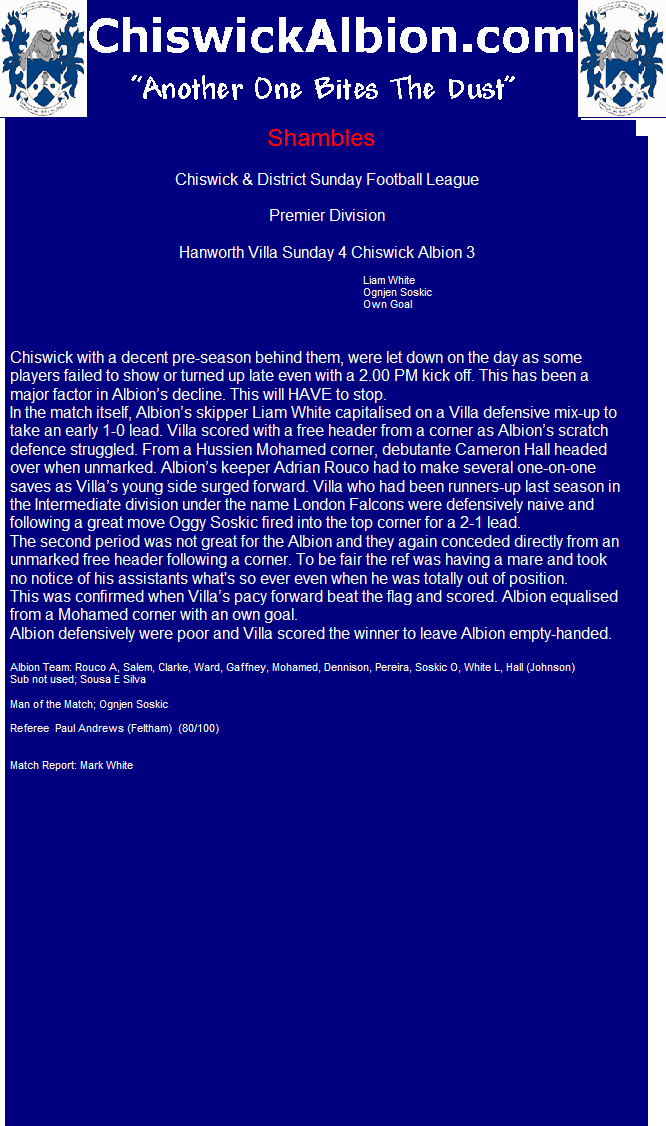 ChiswickAlbion.com
"Another One Bites The Dust"
Shambles
Chiswick & District Sunday Football League
Premier Division
Hanworth Villa Sunday 4 Chiswick Albion 3
Liam White
Ognjen Soskic
Own Goal
Chiswick with a decent pre-season behind them, were let down on the day as some
players failed to show or turned up late even with a 2.00 PM kick off. This has been a
major factor in Albion's decline. This will HAVE to stop.
In the match itself, Albion's skipper Liam White capitalised on a Villa defensive mix-up to
take an early 1-0 lead. Villa scored with a free header from a corner as Albion's scratch
defence struggled. From a Hussien Mohamed corner, debutante Cameron Hall headed
over when unmarked. Albion's keeper Adrian Rouco had to make several one-on-one
saves as Villa's young side surged forward. Villa who had been runners-up last season in
the Intermediate division under the name London Falcons were defensively naive and
following a great move Oggy Soskic fired into the top corner for a 2-1 lead.
The second period was not great for the Albion and they again conceded directly from an
unmarked free header following a corner. To be fair the ref was having a mare and took
no notice of his assistants what's so ever even when he was totally out of position.
This was confirmed when Villa's pacy forward beat the flag and scored. Albion equalised
from a Mohamed corner with an own goal.
Albion defensively were poor and Villa scored the winner to leave Albion empty-handed.
Albion Team: Rouco A, Salem, Clarke, Ward, Gaffney, Mohamed, Dennison, Pereira, Soskic O, White L, Hall (Johnson)
Sub not used; Sousa E Silva
Man of the Match; Ognjen Soskic
Referee  Paul Andrews (Feltham)  (80/100)
Match Report: Mark White